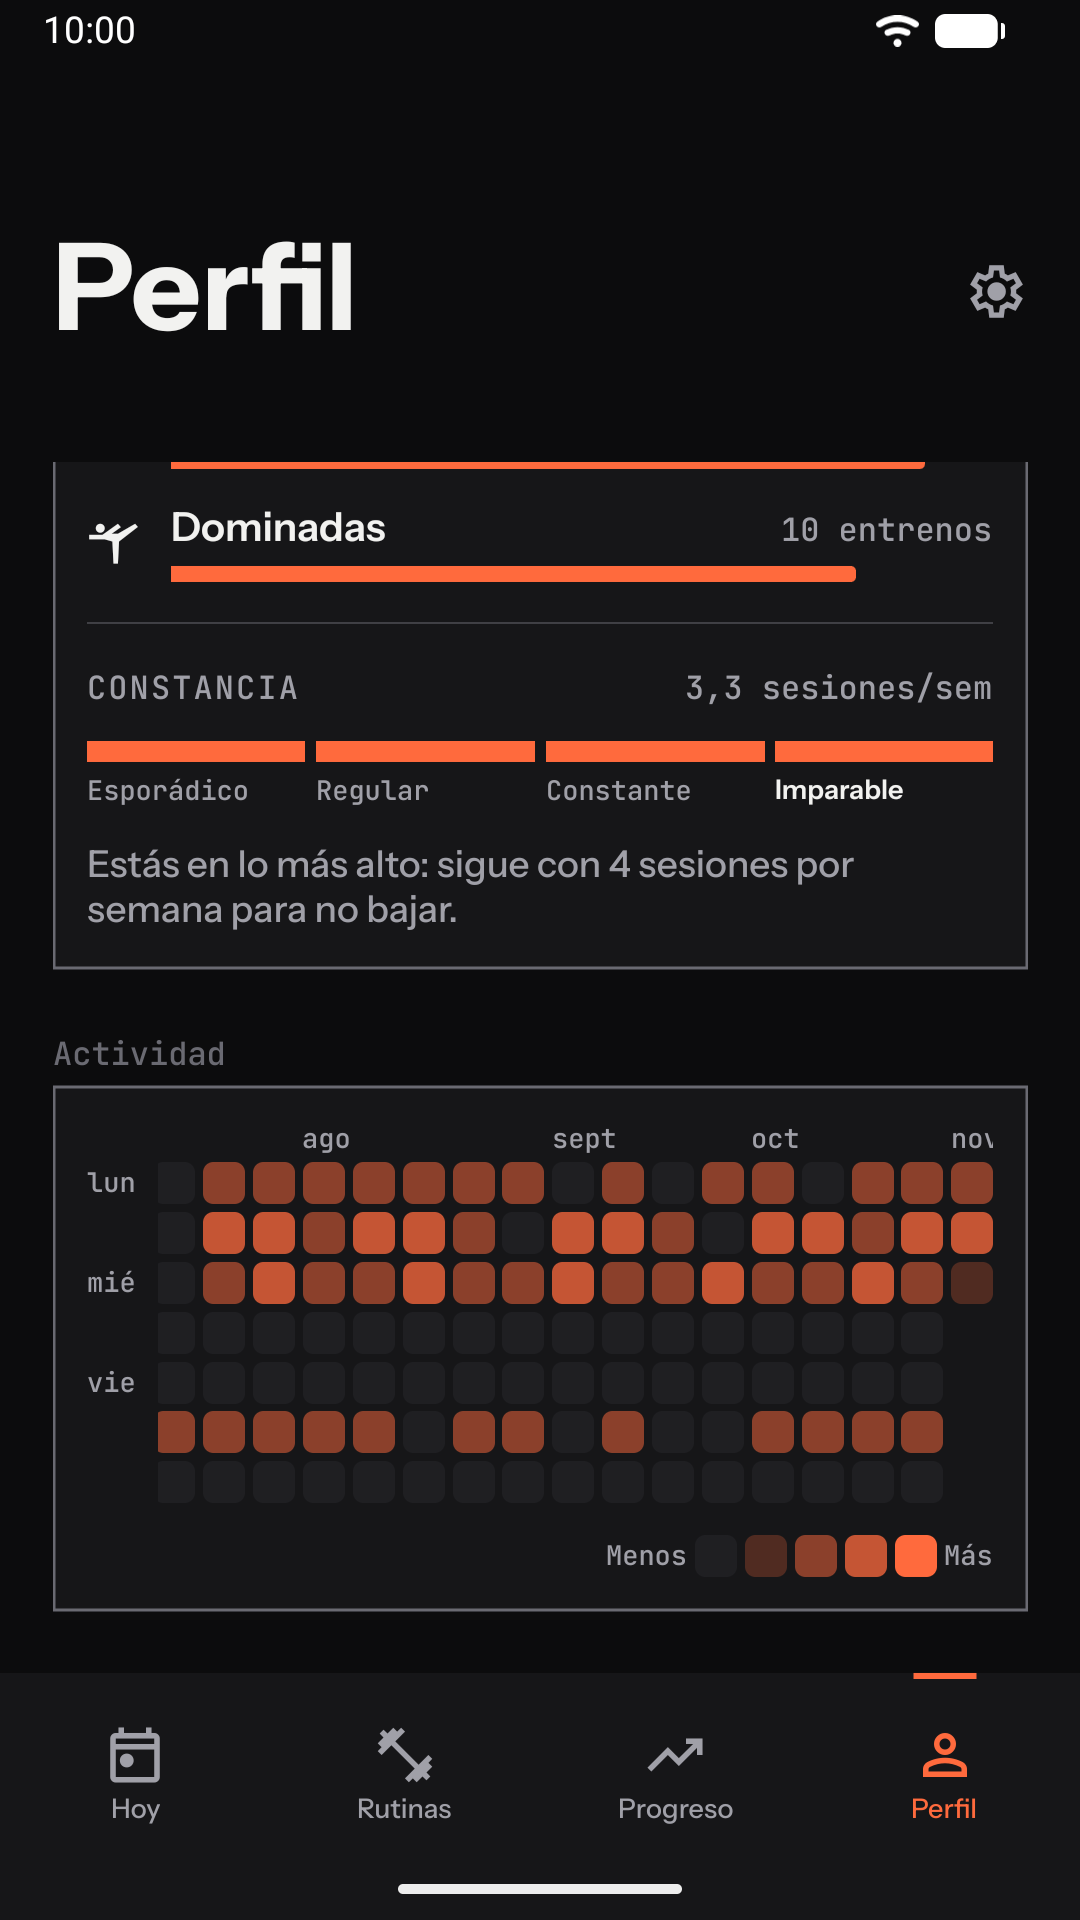 10:00
Perfil
Dominadas 10 entrenos
CONSTANCIA 3,3 sesiones/sem
Esporádico Regular Constante Imparable
Estás en lo más alto: sigue con 4 sesiones por
semana para no bajar.
Actividad
ago sept oct nov
lun
mié
vie
Menos Más
Hoy Rutinas Progreso Perfil